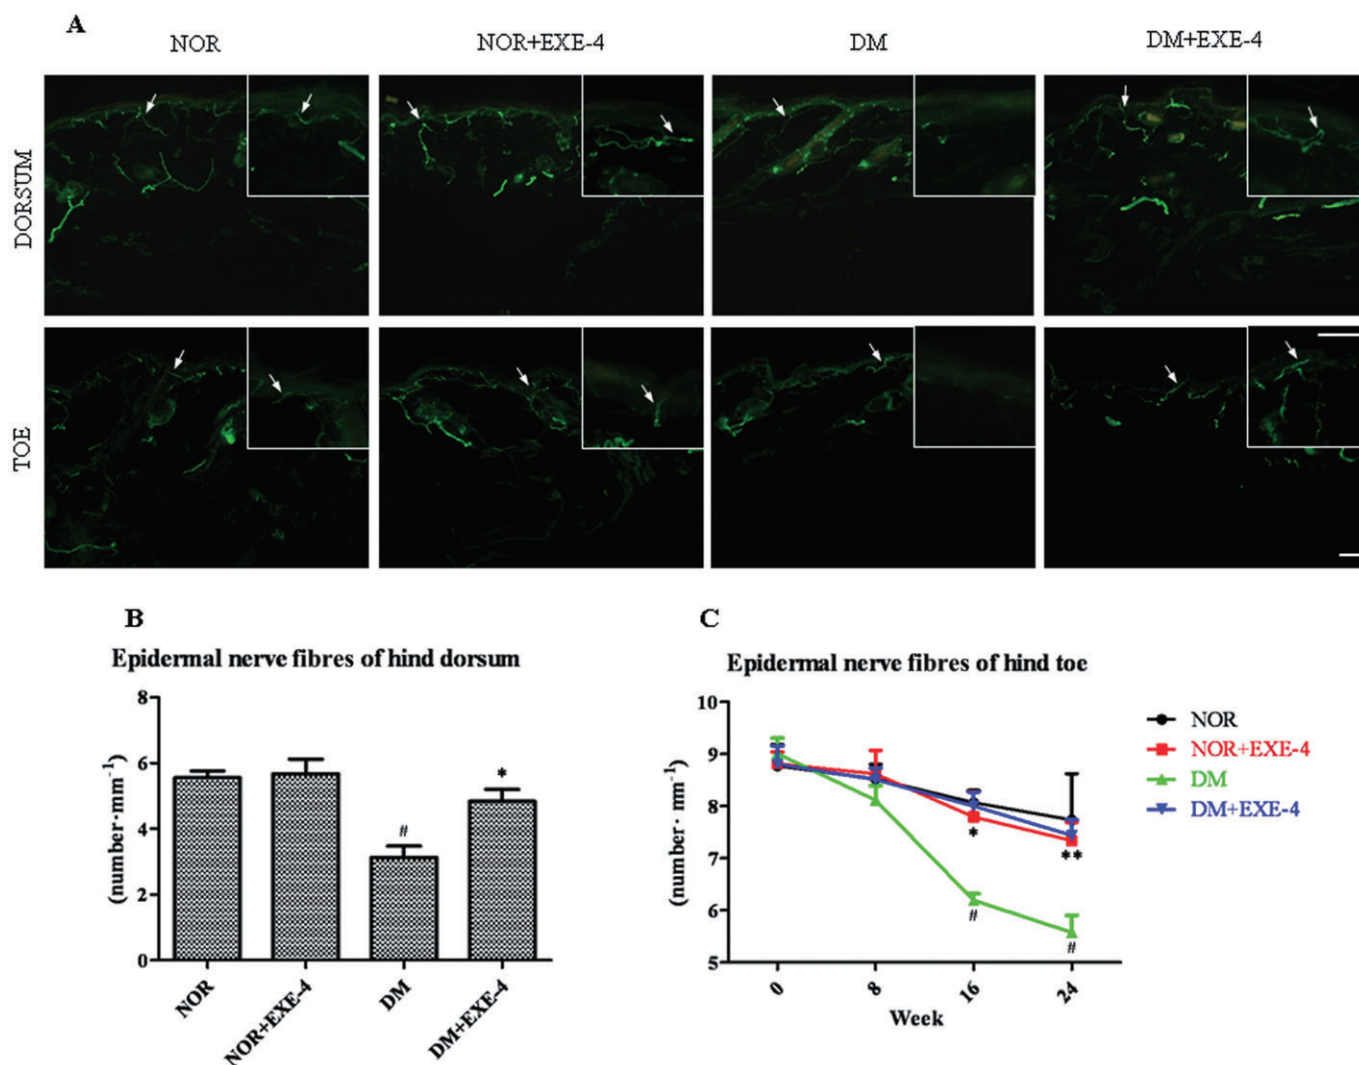 A
NOR
NOR+EXE-4
DM
DM+EXE-4
DORSUM
TOE
B
Epidermal nerve fibres of hind dorsum
(number·mm⁻¹)
8
6
4
2
0
#
*
NOR
NOR+EXE-4
DM
DM+EXE-4
C
Epidermal nerve fibres of hind toe
(number· mm⁻¹)
10
9
8
7
6
5
*
**
#
#
0
8
16
24
Week
NOR
NOR+EXE-4
DM
DM+EXE-4